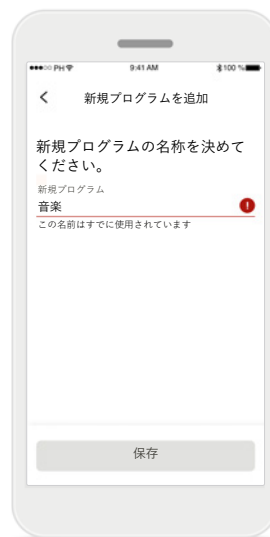 ●●●○○ PH 9:41 AM 100 %
新規プログラムを追加
新規プログラムの名称を決めて
ください。
新規プログラム
音楽
この名前はすでに使用されています
保存